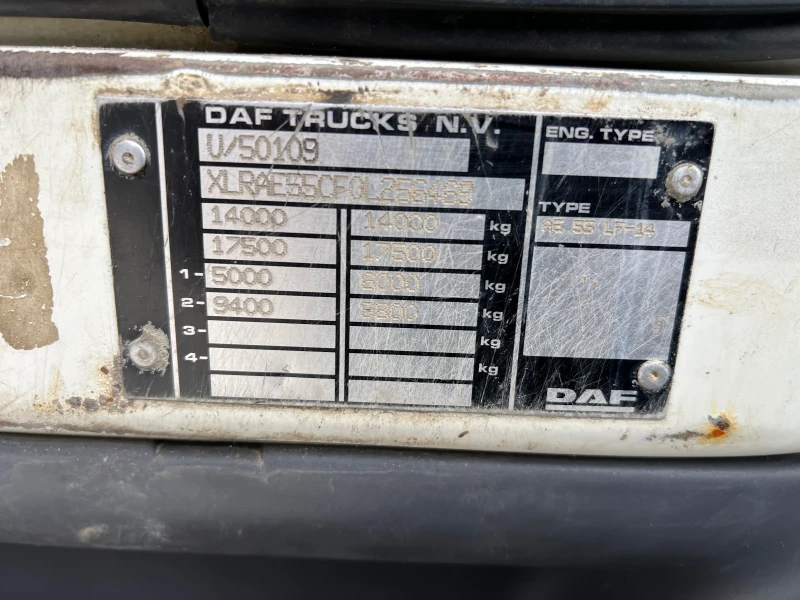 DAF TRUCKS N.V.
U/50109
XLRAE55CF0L256469
14000 14000 kg
17500 17500 kg
1- 5000 kg
2- 9400 kg
3- kg
4- kg
ENG. TYPE
TYPE
AE 55 LF-14
DAF